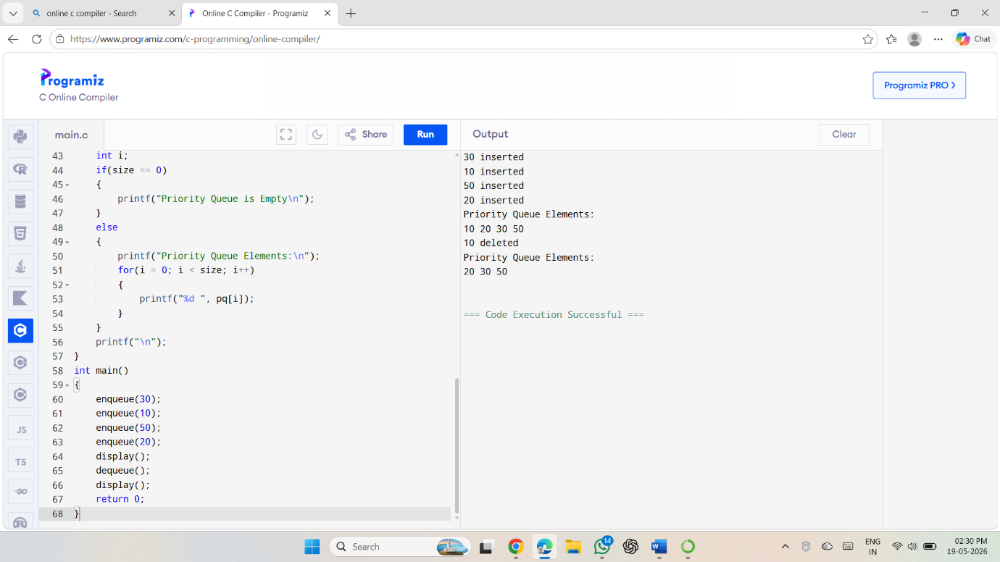 online c compiler - Search
Online C Compiler - Programiz
https://www.programiz.com/c-programming/online-compiler/
Chat
Programiz
C Online Compiler
Programiz PRO >
main.c
Share
Run
Output
Clear
43 int i;
44 if(size == 0)
45 {
46 printf("Priority Queue is Empty\n");
47 }
48 else
49 {
50 printf("Priority Queue Elements:\n");
51 for(i = 0; i < size; i++)
52 {
53 printf("%d ", pq[i]);
54 }
55 }
56 printf("\n");
57 }
58 int main()
59 {
60 enqueue(30);
61 enqueue(10);
62 enqueue(50);
63 enqueue(20);
64 display();
65 dequeue();
66 display();
67 return 0;
68 }
30 inserted
10 inserted
50 inserted
20 inserted
Priority Queue Elements:
10 20 30 50
10 deleted
Priority Queue Elements:
20 30 50
=== Code Execution Successful ===
JS
TS
GO
Search
14
ENG
IN
02:30 PM
19-05-2026